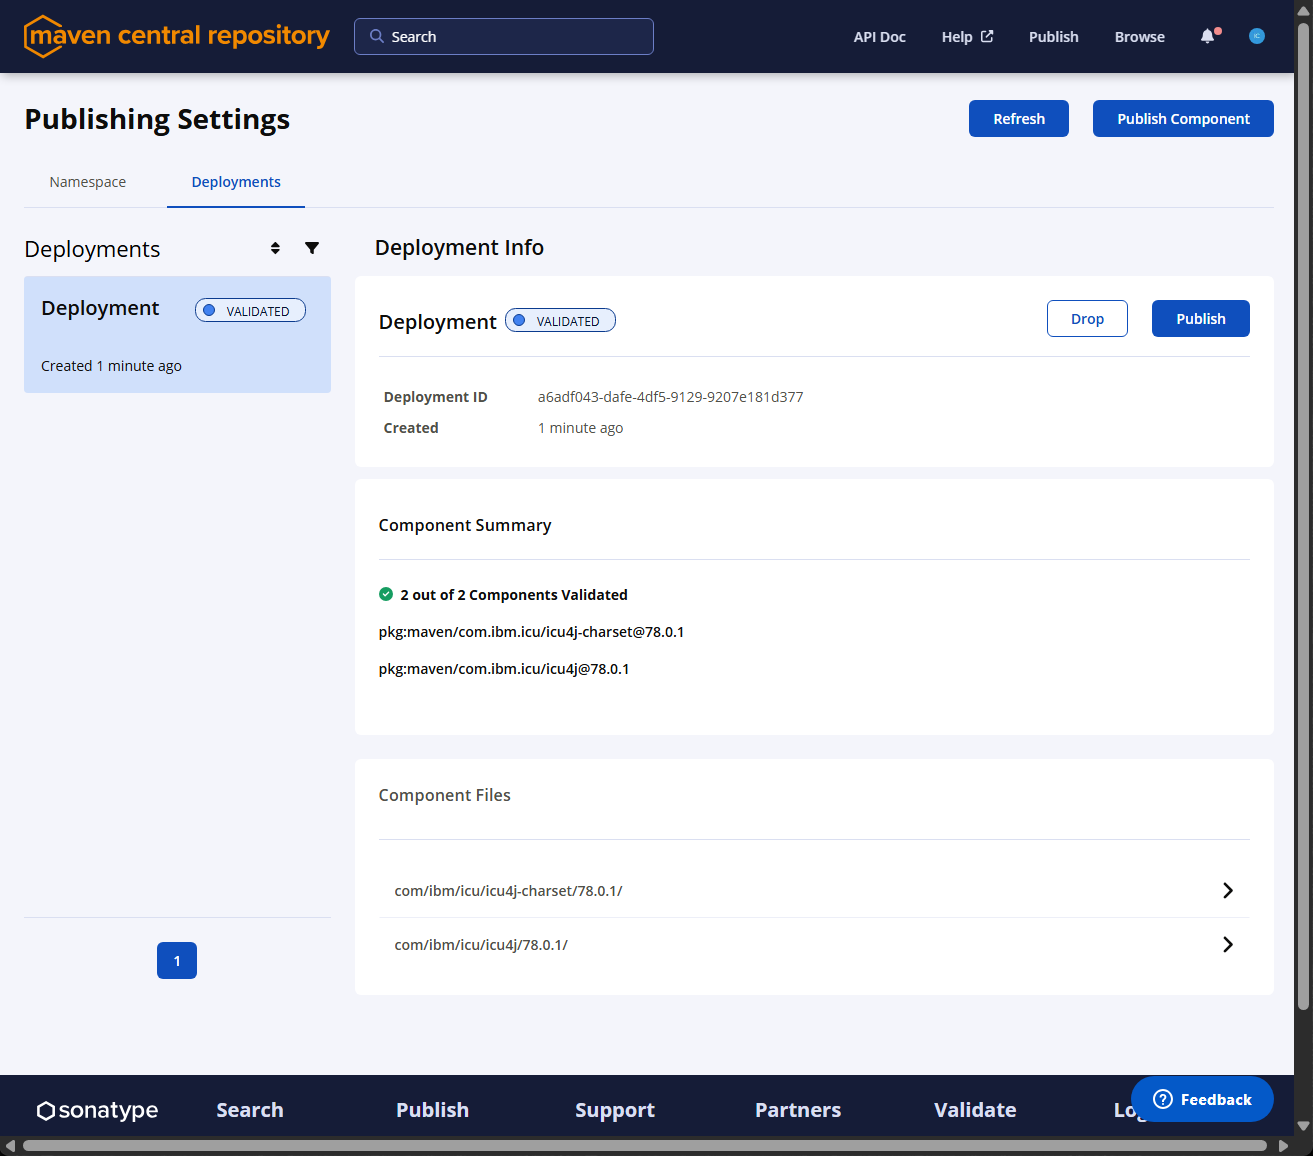 maven central repository
Search
API Doc
Help
Publish
Browse
Publishing Settings
Refresh
Publish Component
Namespace
Deployments
Deployments
Deployment
VALIDATED
Created 1 minute ago
1
Deployment Info
Deployment
VALIDATED
Drop
Publish
Deployment ID a6adf043-dafe-4df5-9129-9207e181d377
Created 1 minute ago
Component Summary
2 out of 2 Components Validated
pkg:maven/com.ibm.icu/icu4j-charset@78.0.1
pkg:maven/com.ibm.icu/icu4j@78.0.1
Component Files
com/ibm/icu/icu4j-charset/78.0.1/
com/ibm/icu/icu4j/78.0.1/
sonatype
Search
Publish
Support
Partners
Validate
Feedback